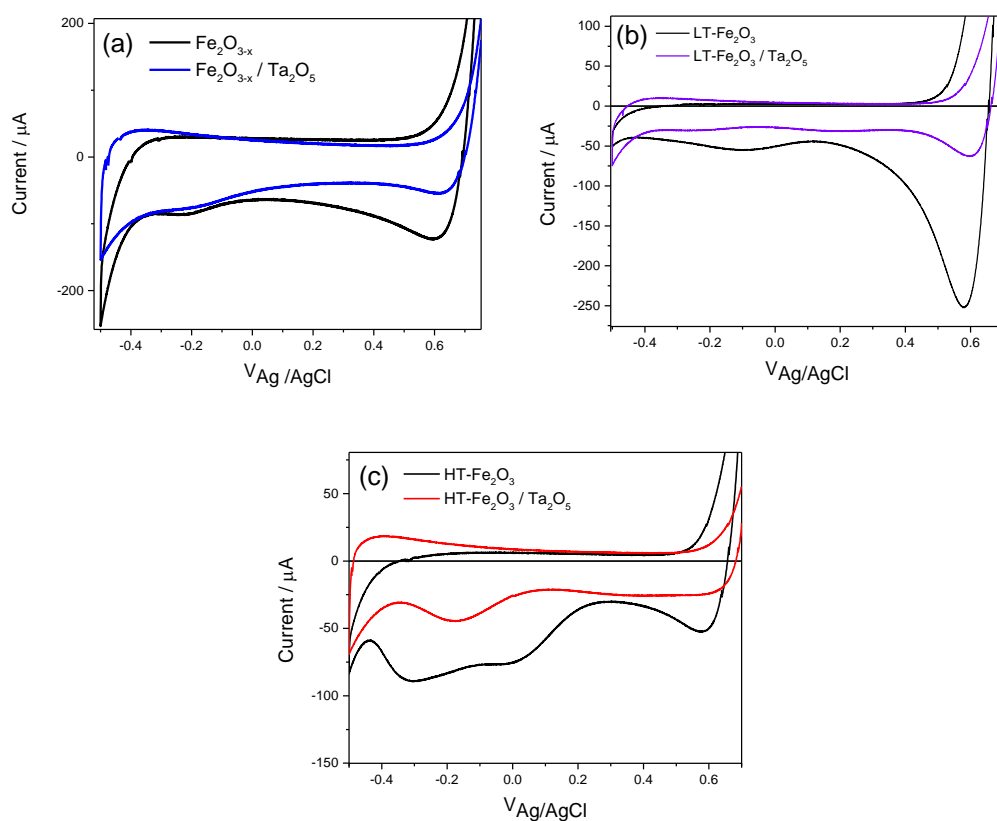 (a)
Fe₂O₃₋ₓ
Fe₂O₃₋ₓ / Ta₂O₅
200
0
-200
Current / µA
-0.4 -0.2 0.0 0.2 0.4 0.6
V_Ag /AgCl
(b)
LT-Fe₂O₃
LT-Fe₂O₃ / Ta₂O₅
100
50
0
-50
-100
-150
-200
-250
Current / µA
-0.4 -0.2 0.0 0.2 0.4 0.6
V_Ag/AgCl
(c)
HT-Fe₂O₃
HT-Fe₂O₃ / Ta₂O₅
50
0
-50
-100
-150
Current / µA
-0.4 -0.2 0.0 0.2 0.4 0.6
V_Ag/AgCl